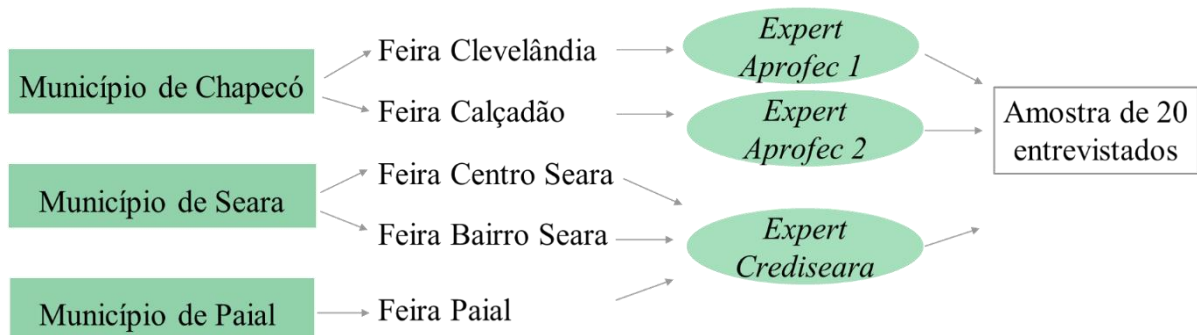 Município de Chapecó
Feira Clevelândia
Feira Calçadão
Expert
Aprofec 1
Expert
Aprofec 2
Amostra de 20
entrevistados
Município de Seara
Feira Centro Seara
Feira Bairro Seara
Expert
Crediseara
Município de Paial
Feira Paial